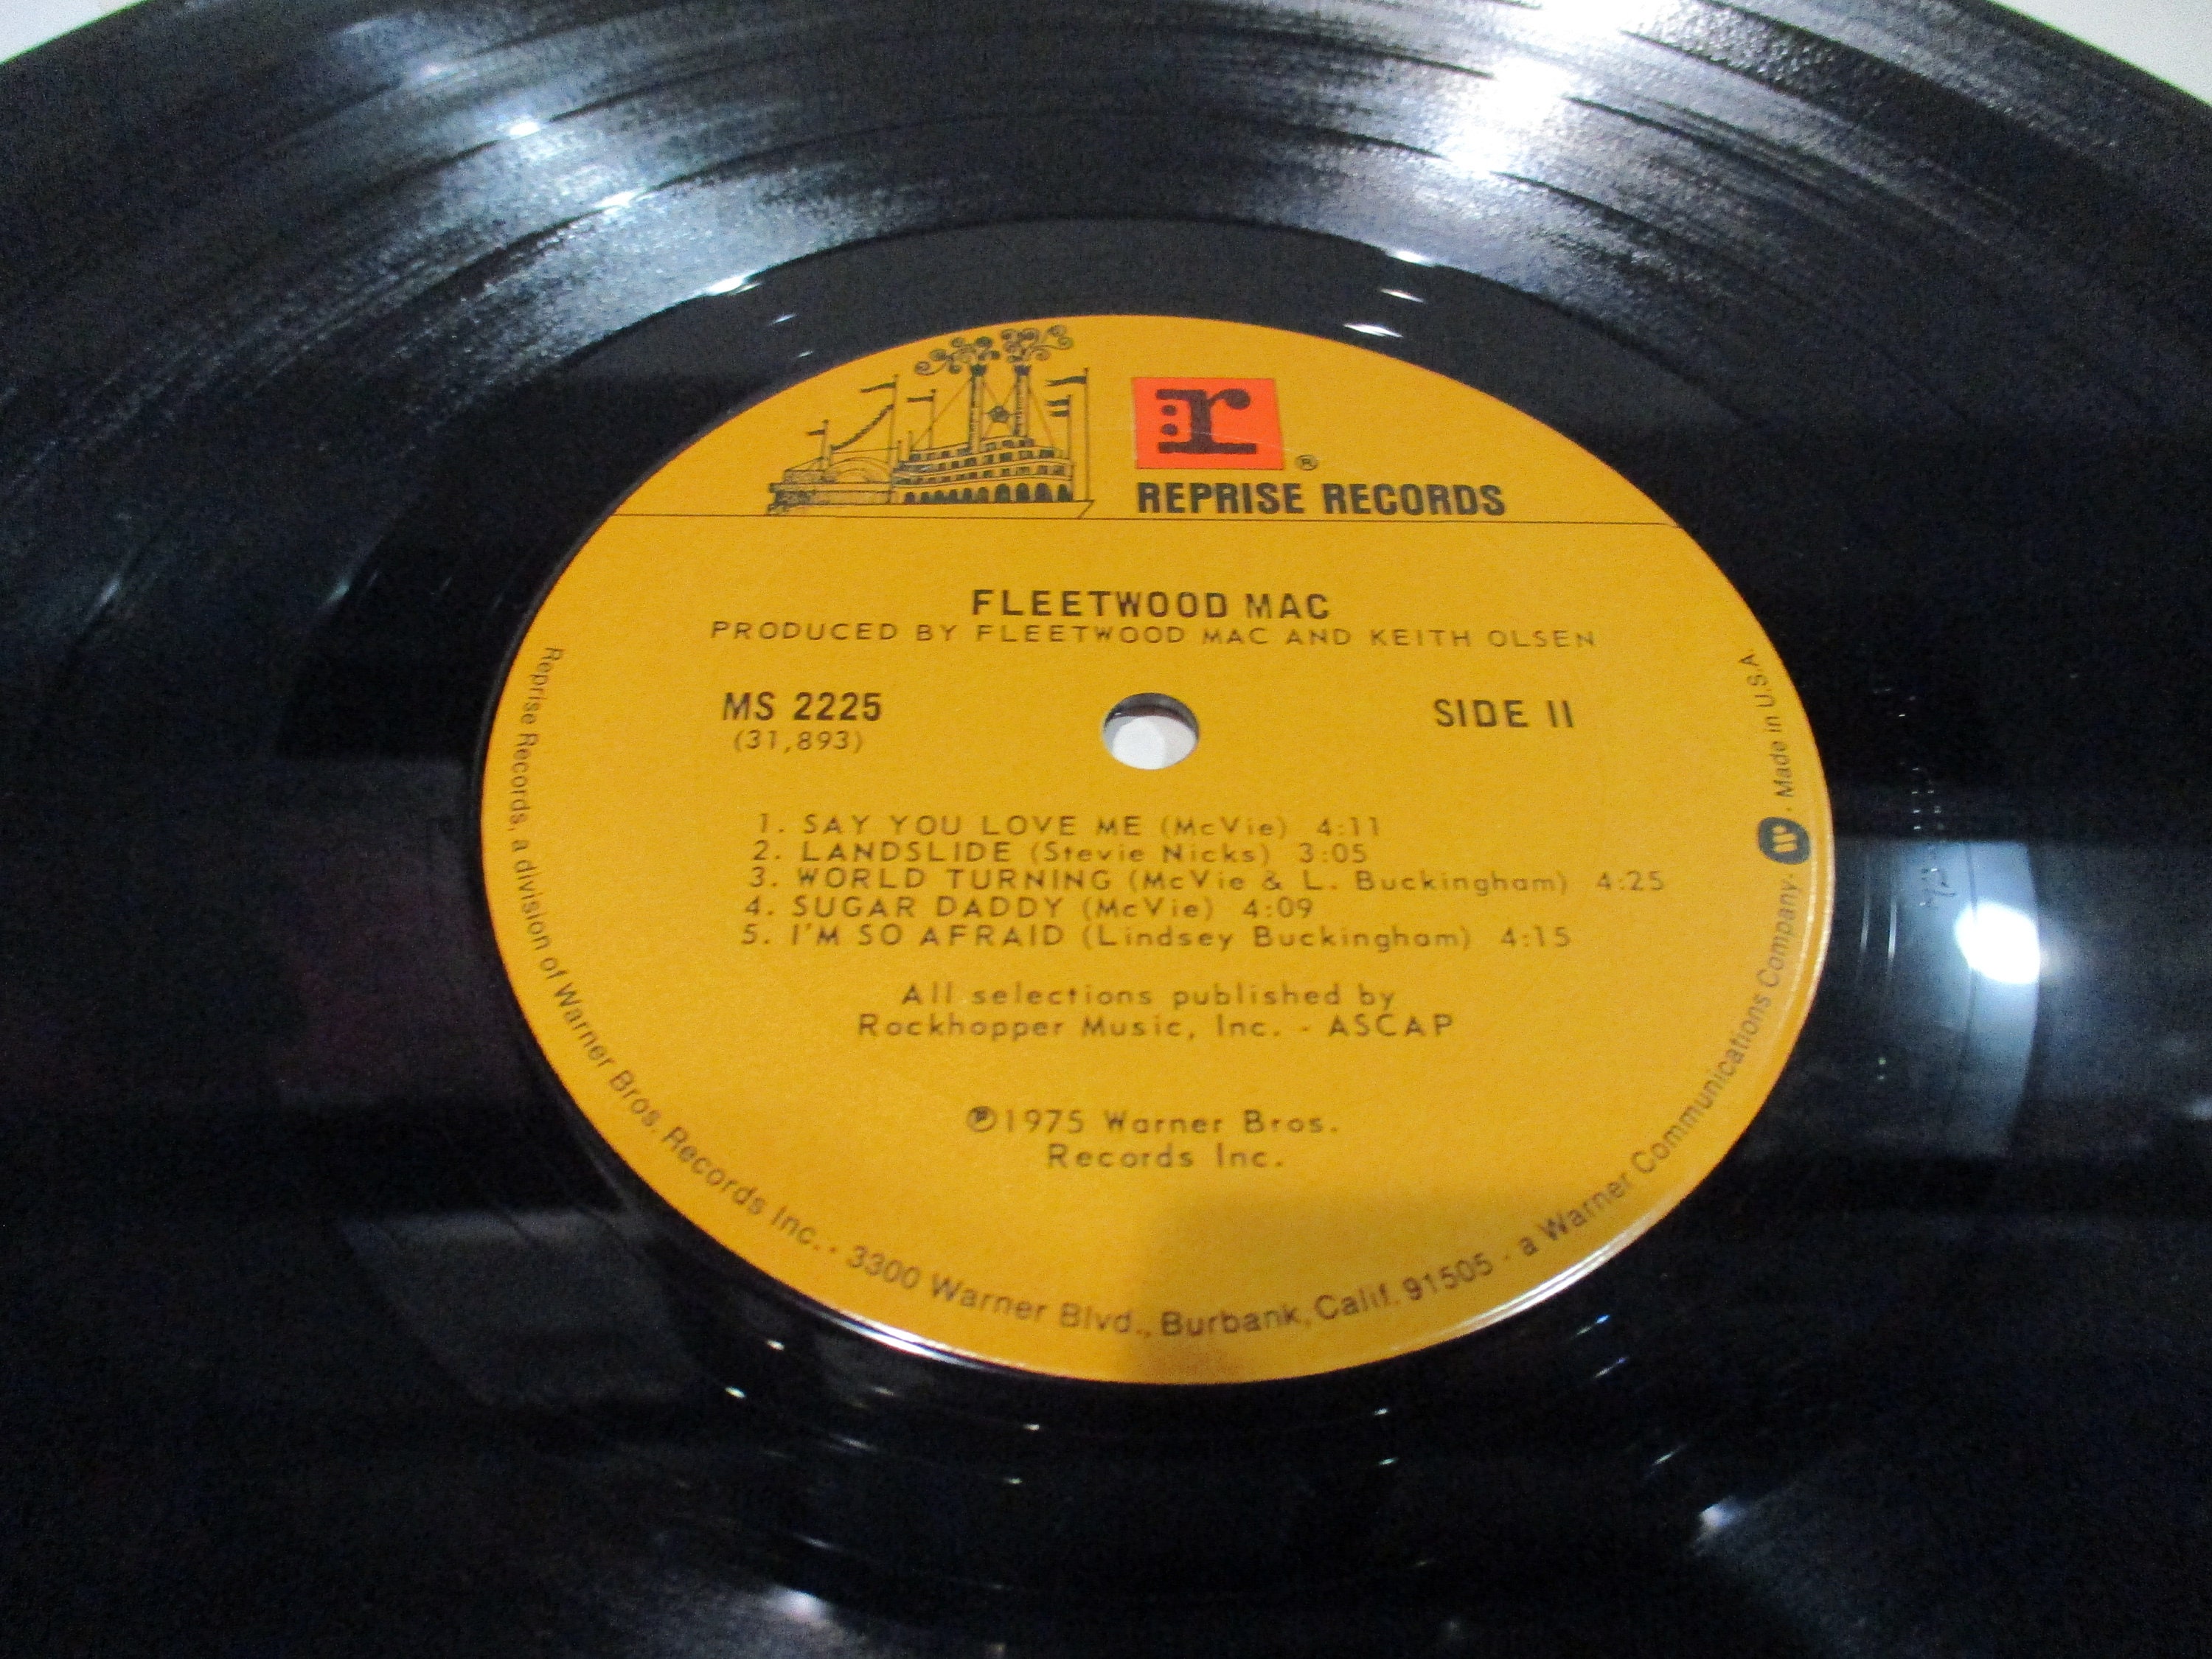 r
®
REPRISE RECORDS
FLEETWOOD MAC
PRODUCED BY FLEETWOOD MAC AND KEITH OLSEN
MS 2225
SIDE II
(31,893)
1. SAY YOU LOVE ME (McVie) 4:11
2. LANDSLIDE (Stevie Nicks) 3:05
3. WORLD TURNING (McVie & L. Buckingham) 4:25
4. SUGAR DADDY (McVie) 4:09
5. I'M SO AFRAID (Lindsey Buckingham) 4:15
All selections published by
Rockhopper Music, Inc. - ASCAP
℗1975 Warner Bros.
Records Inc.
Reprise Records, a division of Warner Bros. Records Inc. · 3300 Warner Blvd., Burbank, Calif. 91505 · a Warner Communications Company · W · Made in U.S.A.